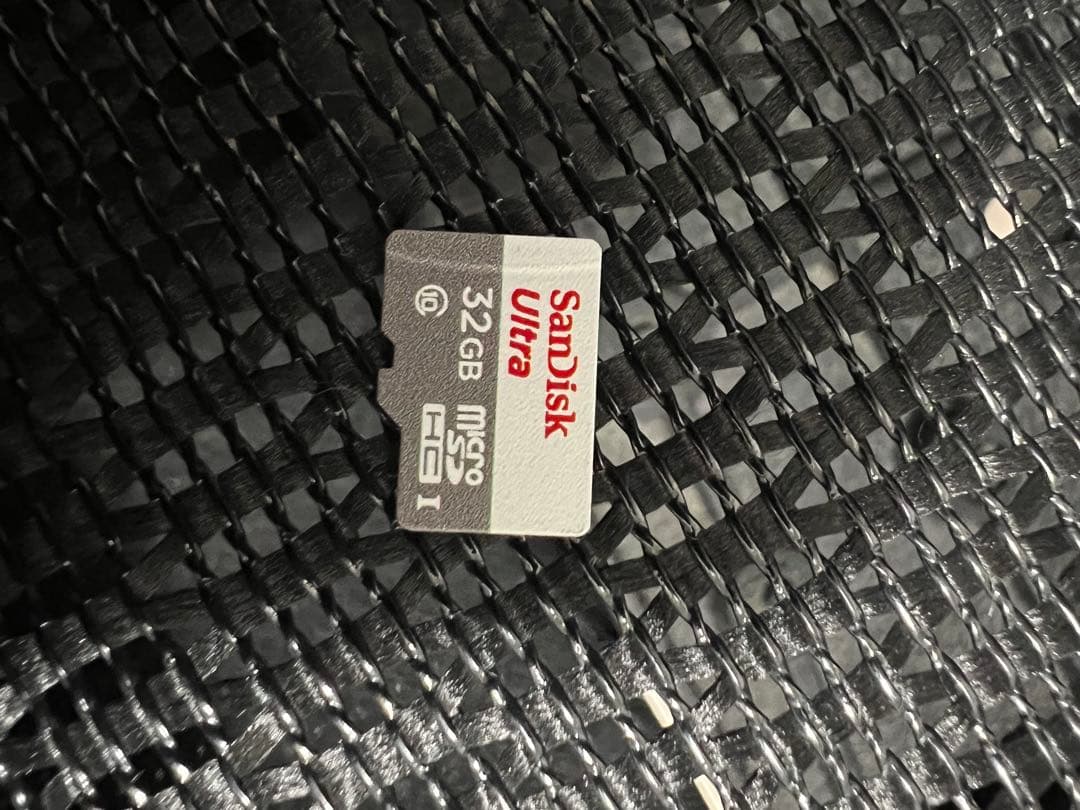 SanDisk
Ultra
32GB micro SD HC I
10